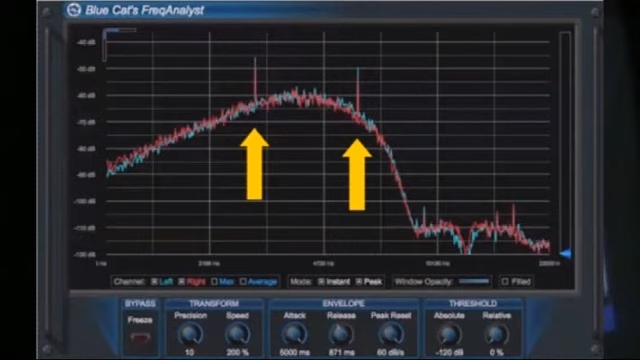 Blue Cat's FreqAnalyst
-40 dB
-50 dB
-60 dB
-70 dB
-80 dB
-90 dB
-100 dB
-110 dB
Channel: Left Right Max Average Mode: Instant Peak Window Opacity: Filled
BYPASS TRANSFORM ENVELOPE THRESHOLD
Freeze Precision Speed Attack Release Peak Reset Absolute Relative
10 200 % 5000 ms 871 ms 60 dB/s -120 dB 0 %